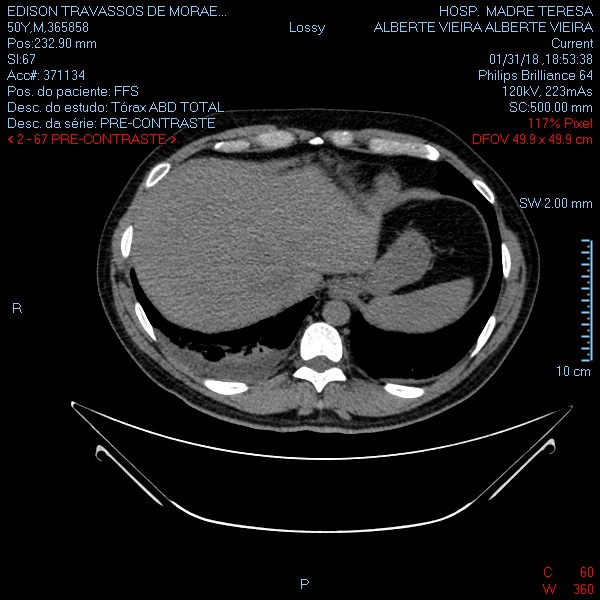 EDISON TRAVASSOS DE MORAE...
50Y,M,365858
Pos:232.90 mm
SI:67
Acc#: 371134
Pos. do paciente: FFS
Desc. do estudo: Tórax ABD TOTAL
Desc. da série: PRE-CONTRASTE
< 2 - 67 PRE-CONTRASTE >
Lossy
HOSP. MADRE TERESA
ALBERTE VIEIRA ALBERTE VIEIRA
Current
01/31/18 ,18:53:38
Philips Brilliance 64
120kV, 223mAs
SC:500.00 mm
117% Pixel
DFOV 49.9 x 49.9 cm
SW 2.00 mm
R
10 cm
P
C 60
W 360